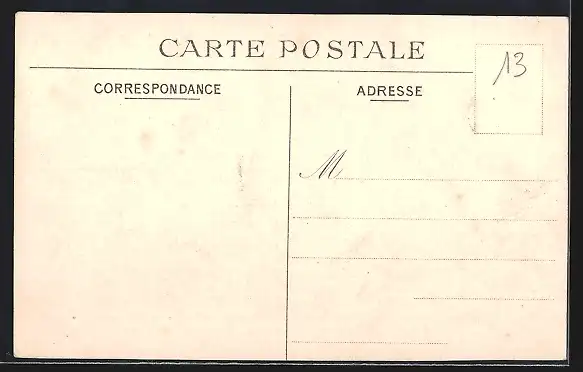 CARTE POSTALE
13
CORRESPONDANCE
ADRESSE
M